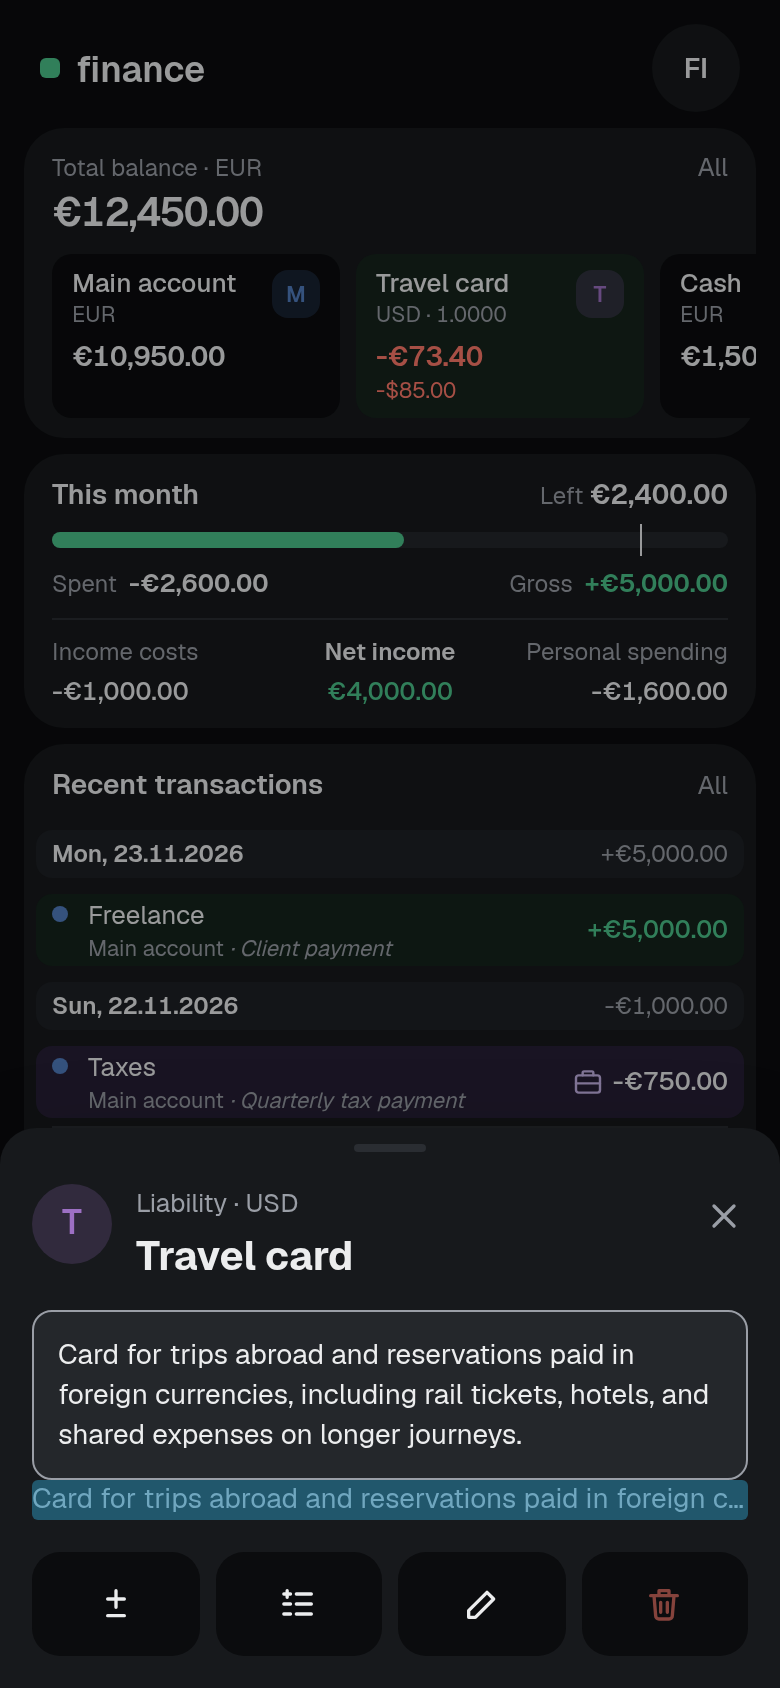 finance
FI
Total balance · EUR
All
€12,450.00
Main account
M
EUR
€10,950.00
Travel card
T
USD · 1.0000
-€73.40
-$85.00
Cash
EUR
€1,50
This month
Left €2,400.00
Spent -€2,600.00
Gross +€5,000.00
Income costs
Net income
Personal spending
-€1,000.00
€4,000.00
-€1,600.00
Recent transactions
All
Mon, 23.11.2026
+€5,000.00
Freelance
Main account · Client payment
+€5,000.00
Sun, 22.11.2026
-€1,000.00
Taxes
Main account · Quarterly tax payment
-€750.00
T
Liability · USD
Travel card
Card for trips abroad and reservations paid in
foreign currencies, including rail tickets, hotels, and
shared expenses on longer journeys.
Card for trips abroad and reservations paid in foreign c...